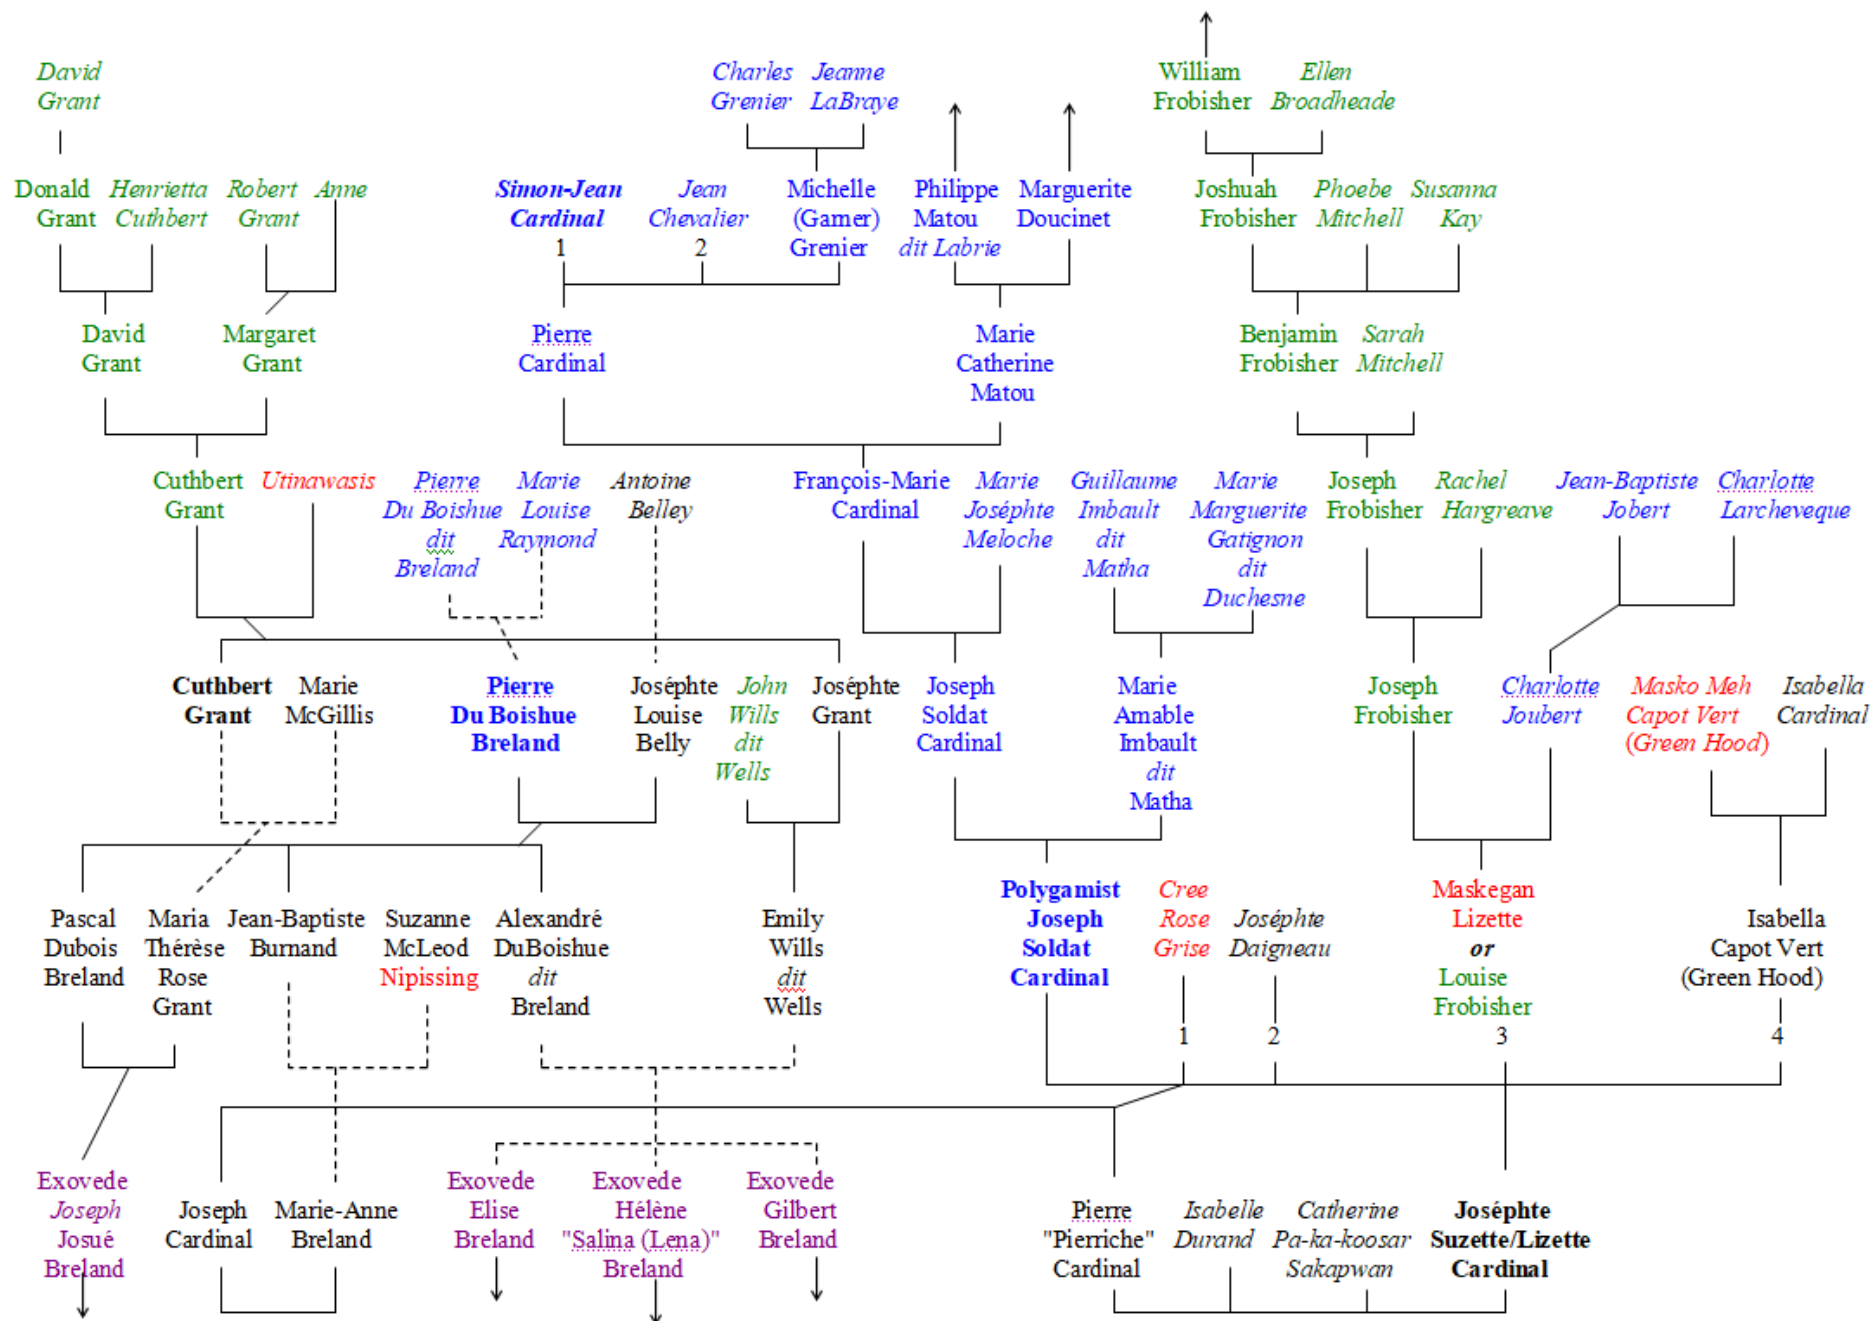 David
Grant
Charles
Grenier
Jeanne
LaBraye
William
Frobisher
Ellen
Broadheade
Donald
Grant
Henrietta
Cuthbert
Robert
Grant
Anne
Simon-Jean
Cardinal
1
Jean
Chevalier
2
Michelle
(Gamer)
Grenier
Philippe
Matou
dit Labrie
Marguerite
Doucinet
Joshuah
Frobisher
Phoebe
Mitchell
Susanna
Kay
David
Grant
Margaret
Grant
Pierre
Cardinal
Marie
Catherine
Matou
Benjamin
Frobisher
Sarah
Mitchell
Cuthbert
Grant
Utinawasis
Pierre
Du Boishue
dit
Breland
Marie
Louise
Raymond
Antoine
Belley
François-Marie
Cardinal
Marie
Joséphte
Meloche
Guillaume
Imbault
dit
Matha
Marie
Marguerite
Gatignon
dit
Duchesne
Joseph
Frobisher
Rachel
Hargreave
Jean-Baptiste
Jobert
Charlotte
Larcheveque
Cuthbert
Grant
Marie
McGillis
Pierre
Du Boishue
Breland
Joséphte
Louise
Belly
John
Wills
dit
Wells
Joséphte
Grant
Joseph
Soldat
Cardinal
Marie
Amable
Imbault
dit
Matha
Joseph
Frobisher
Charlotte
Joubert
Masko Meh
Capot Vert
(Green Hood)
Isabella
Cardinal
Pascal
Dubois
Breland
Maria
Thérèse
Rose
Grant
Jean-Baptiste
Burnand
Suzanne
McLeod
Nipissing
Alexandré
DuBoishue
dit
Breland
Emily
Wills
dit
Wells
Polygamist
Joseph
Soldat
Cardinal
Cree
Rose
Grise
1
Joséphte
Daigneau
2
Maskegan
Lizette
or
Louise
Frobisher
3
Isabella
Capot Vert
(Green Hood)
4
Exovede
Joseph
Josué
Breland
Joseph
Cardinal
Marie-Anne
Breland
Exovede
Elise
Breland
Exovede
Hélène
"Salina (Lena)"
Breland
Exovede
Gilbert
Breland
Pierre
"Pierriche"
Cardinal
Isabelle
Durand
Catherine
Pa-ka-koosar
Sakapwan
Joséphte
Suzette/Lizette
Cardinal